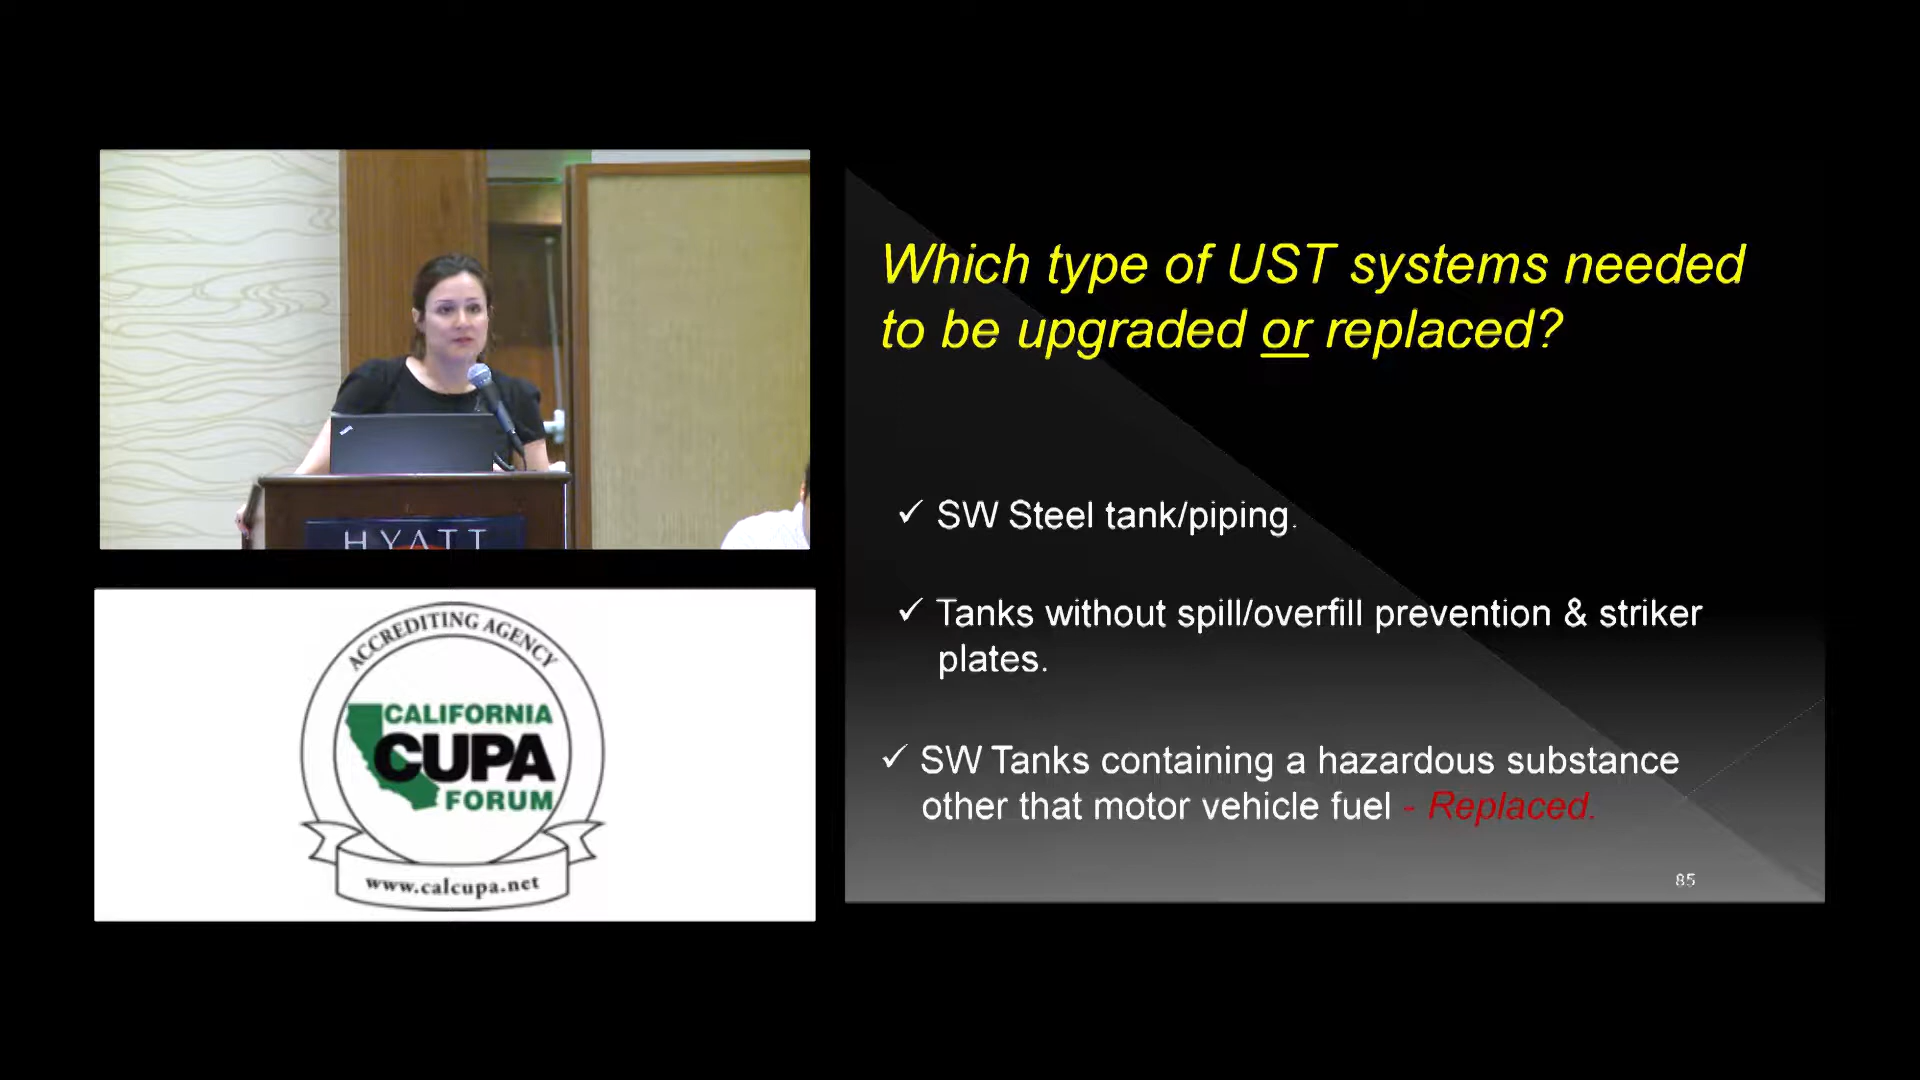 Which type of UST systems needed
to be upgraded or replaced?
✓ SW Steel tank/piping.
✓ Tanks without spill/overfill prevention & striker
plates.
✓ SW Tanks containing a hazardous substance
other that motor vehicle fuel - Replaced.
85
HYATT
ACCREDITING AGENCY
CALIFORNIA
CUPA
FORUM
www.calcupa.net